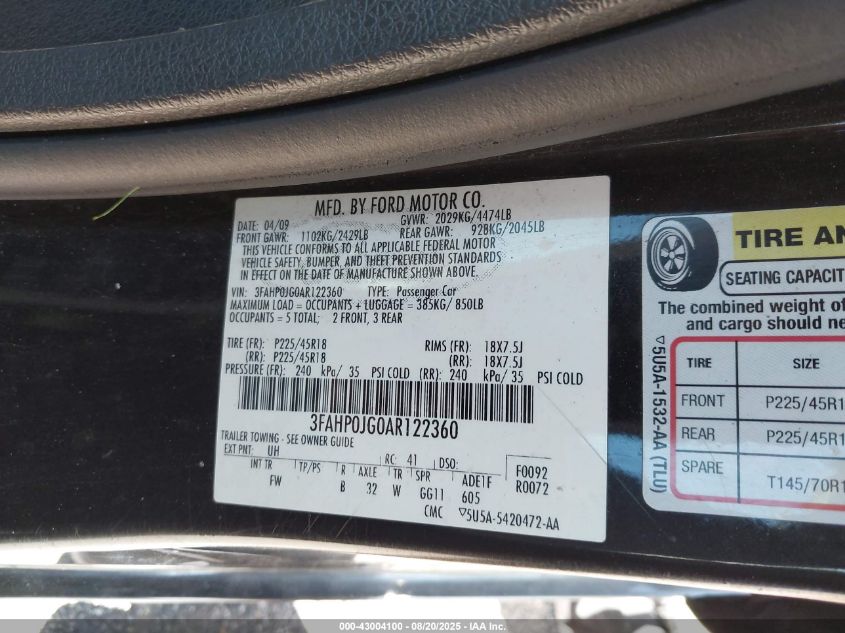 MFD. BY FORD MOTOR CO.
DATE: 04/09 GVWR: 2029KG/4474LB
FRONT GAWR: 1102KG/2429LB REAR GAWR: 928KG/2045LB
THIS VEHICLE CONFORMS TO ALL APPLICABLE FEDERAL MOTOR
VEHICLE SAFETY, BUMPER, AND THEFT PREVENTION STANDARDS
IN EFFECT ON THE DATE OF MANUFACTURE SHOWN ABOVE.
VIN: 3FAHP0JG0AR122360 TYPE: Passenger Car
MAXIMUM LOAD = OCCUPANTS + LUGGAGE = 385KG/ 850LB
OCCUPANTS = 5 TOTAL; 2 FRONT, 3 REAR
TIRE (FR): P225/45R18 RIMS (FR): 18X7.5J
(RR): P225/45R18 (RR): 18X7.5J
PRESSURE (FR): 240 kPa/ 35 PSI COLD (RR): 240 kPa/ 35 PSI COLD
3FAHP0JG0AR122360
TRAILER TOWING - SEE OWNER GUIDE
EXT PNT: UH RC: 41 DSO: F0092
INT TR TP/PS R AXLE TR SPR ADE1F R0072
FW B 32 W GG11 605
CMC ▽5U5A-5420472-AA
TIRE AN
SEATING CAPACIT
The combined weight of
and cargo should ne
TIRE SIZE
FRONT P225/45R1
REAR P225/45R1
SPARE T145/70R1
▽5U5A-1532-AA (TLU)
000-43004100 - 08/20/2025 - IAA Inc.